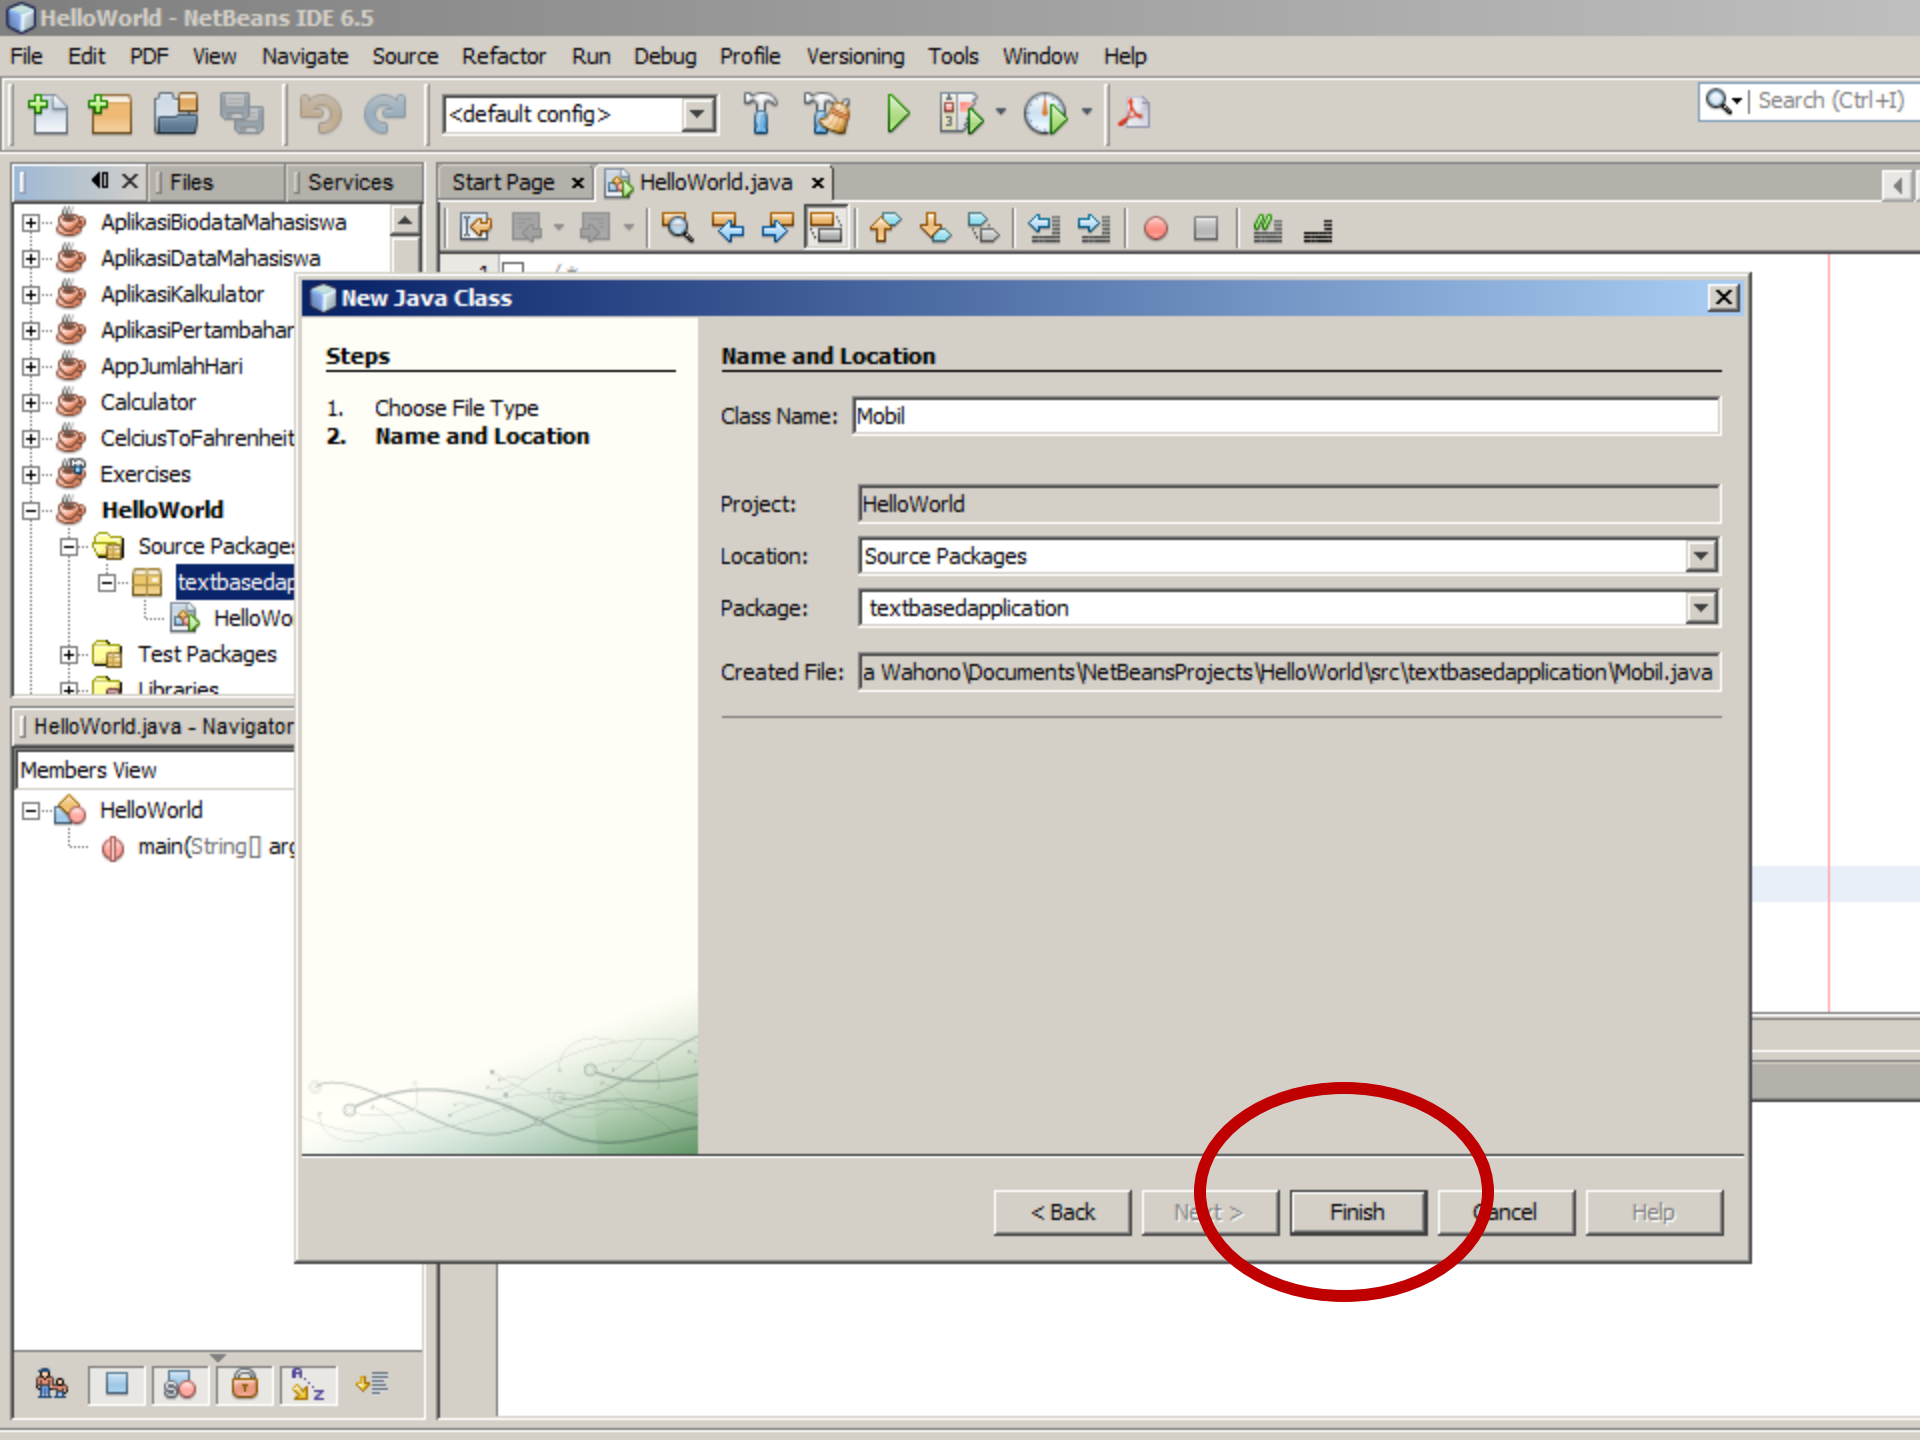 HelloWorld - NetBeans IDE 6.5
File Edit PDF View Navigate Source Refactor Run Debug Profile Versioning Tools Window Help
<default config>
Search (Ctrl+I)
Files
Services
Start Page
HelloWorld.java
AplikasiBiodataMahasiswa
AplikasiDataMahasiswa
AplikasiKalkulator
AplikasiPertambahar
AppJumlahHari
Calculator
CelciusToFahrenheit
Exercises
HelloWorld
Source Packages
textbasedap
HelloWo
Test Packages
Libraries
HelloWorld.java - Navigator
Members View
HelloWorld
main(String[] arg
1 /*
New Java Class
Steps
1. Choose File Type
2. Name and Location
Name and Location
Class Name: Mobil
Project: HelloWorld
Location: Source Packages
Package: textbasedapplication
Created File: a Wahono\Documents\NetBeansProjects\HelloWorld\src\textbasedapplication\Mobil.java
< Back Next > Finish Cancel Help